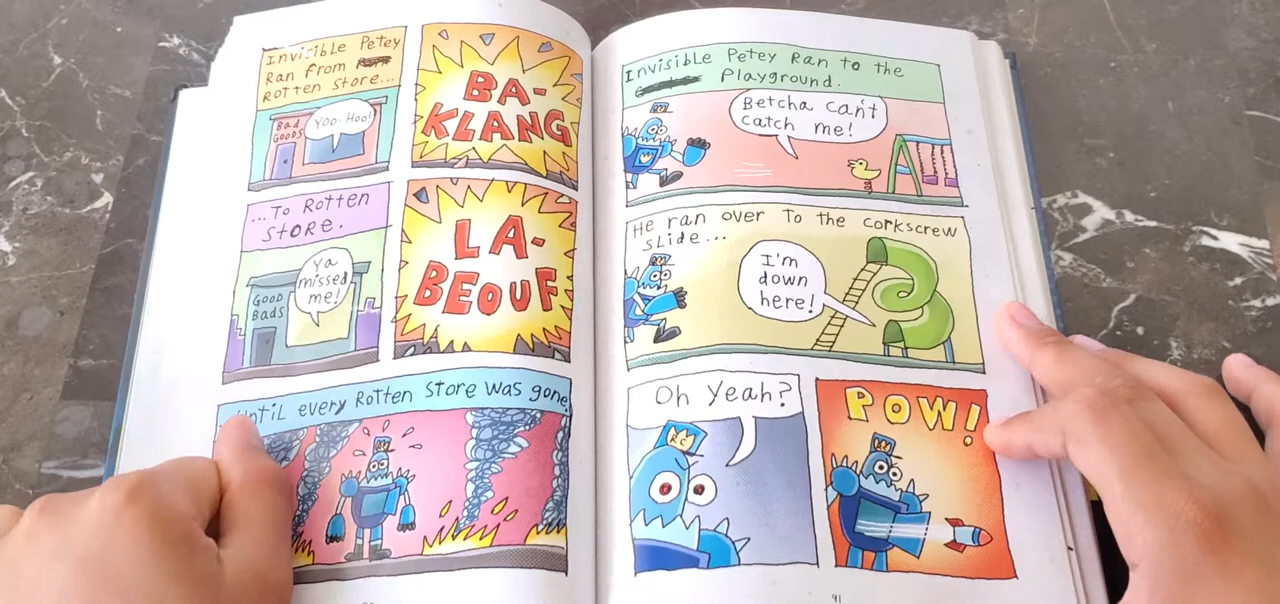 Invisible Petey
Ran from
Rotten Store...
Bad
Goods
Yoo-Hoo!
BA-
KLANG
...To Rotten
Store.
Good
Bads
Ya
missed
me!
LA-
BEOUF
Until every Rotten Store was gone.
Invisible Petey Ran to the
Playground.
Betcha can't
catch me!
He ran over to the corkscrew
slide...
I'm
down
here!
Oh Yeah?
RC
POW!
91